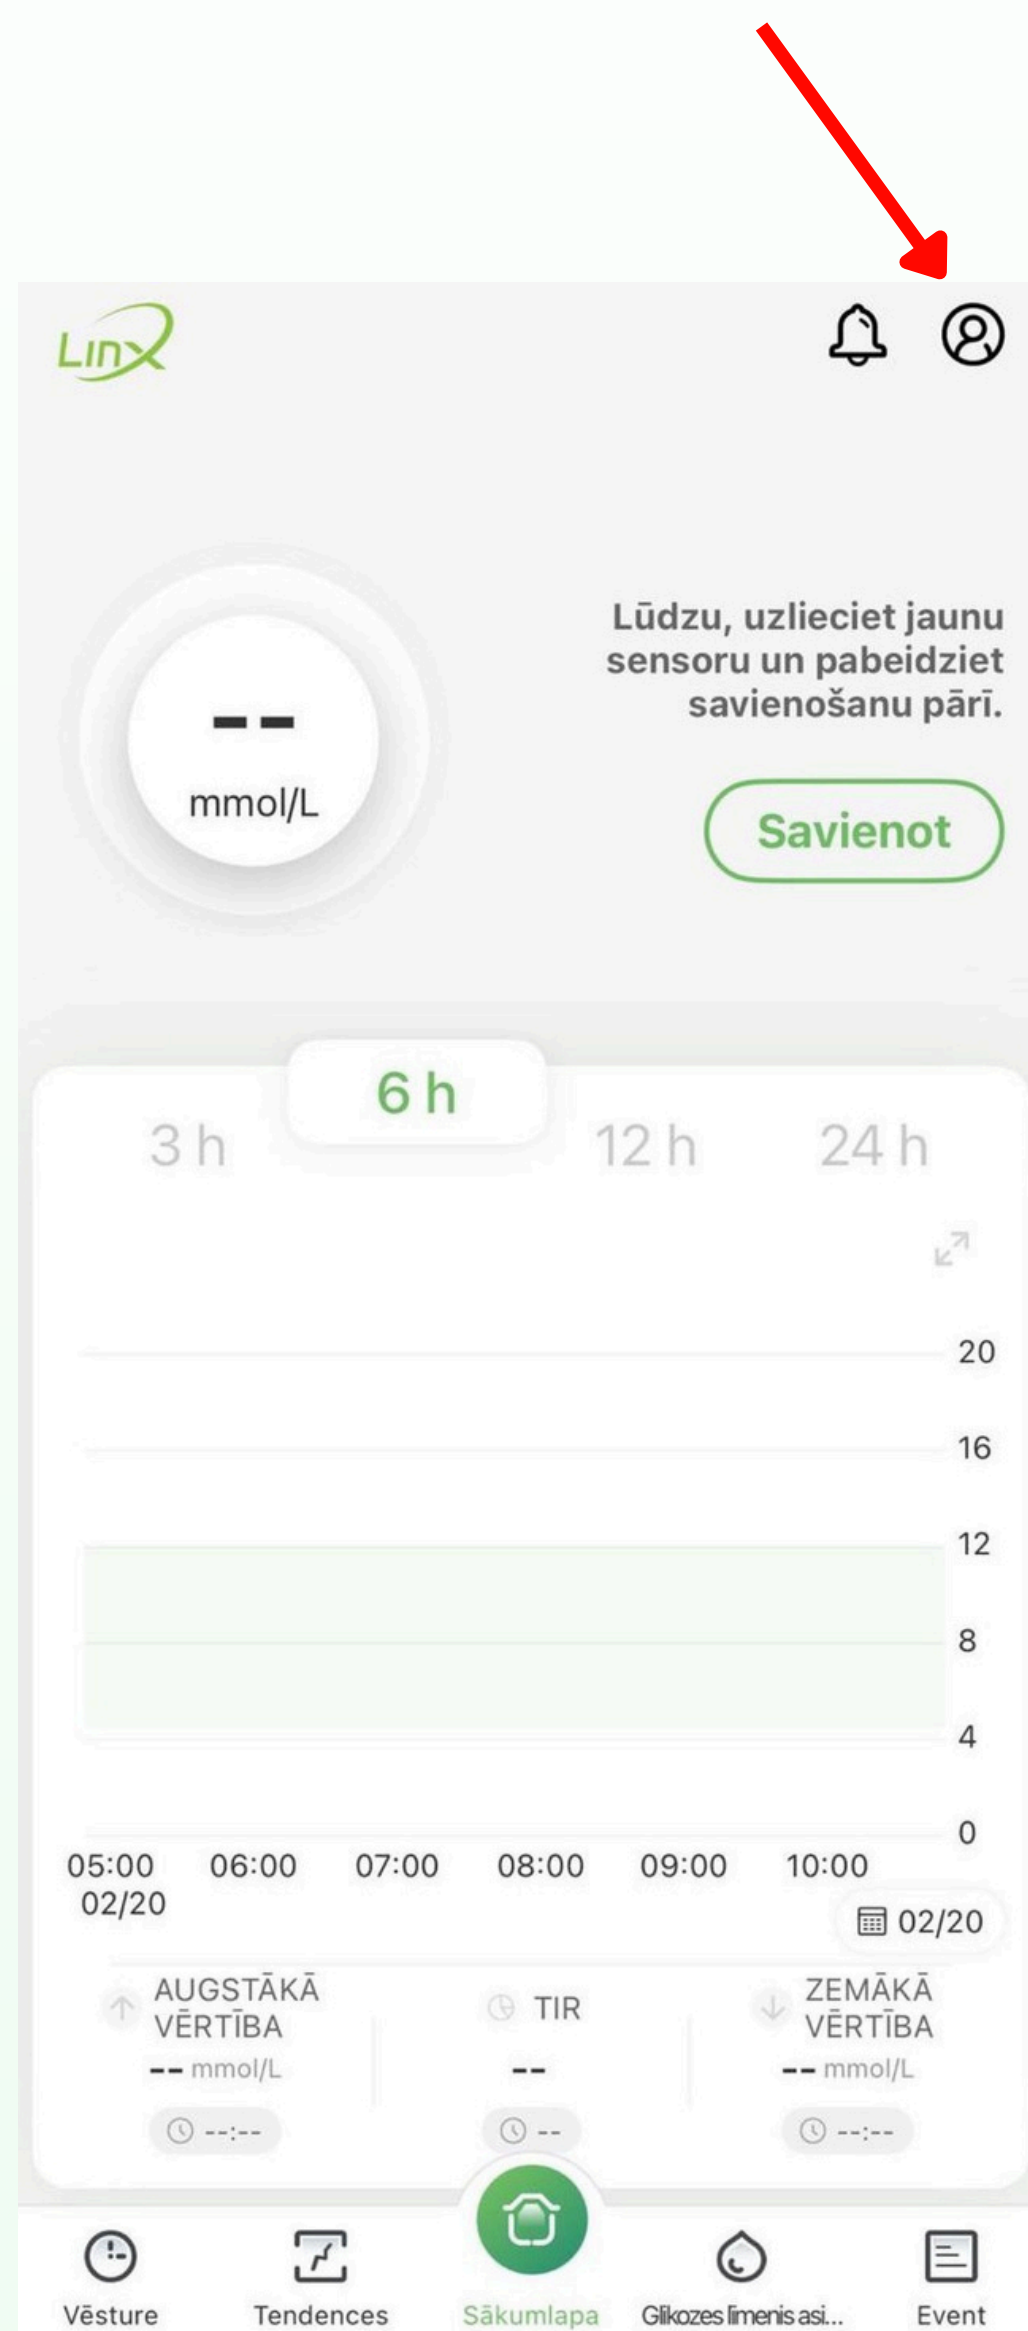 Linx
Lūdzu, uzlieciet jaunu
sensoru un pabeidziet
savienošanu pārī.
--
mmol/L
Savienot
3 h
6 h
12 h
24 h
20
16
12
8
4
0
05:00 06:00 07:00 08:00 09:00 10:00
02/20
02/20
AUGSTĀKĀ
VĒRTĪBA
-- mmol/L
--:--
TIR
--
--
ZEMĀKĀ
VĒRTĪBA
-- mmol/L
--:--
Vēsture
Tendences
Sākumlapa
Glikozes līmenis asi...
Event